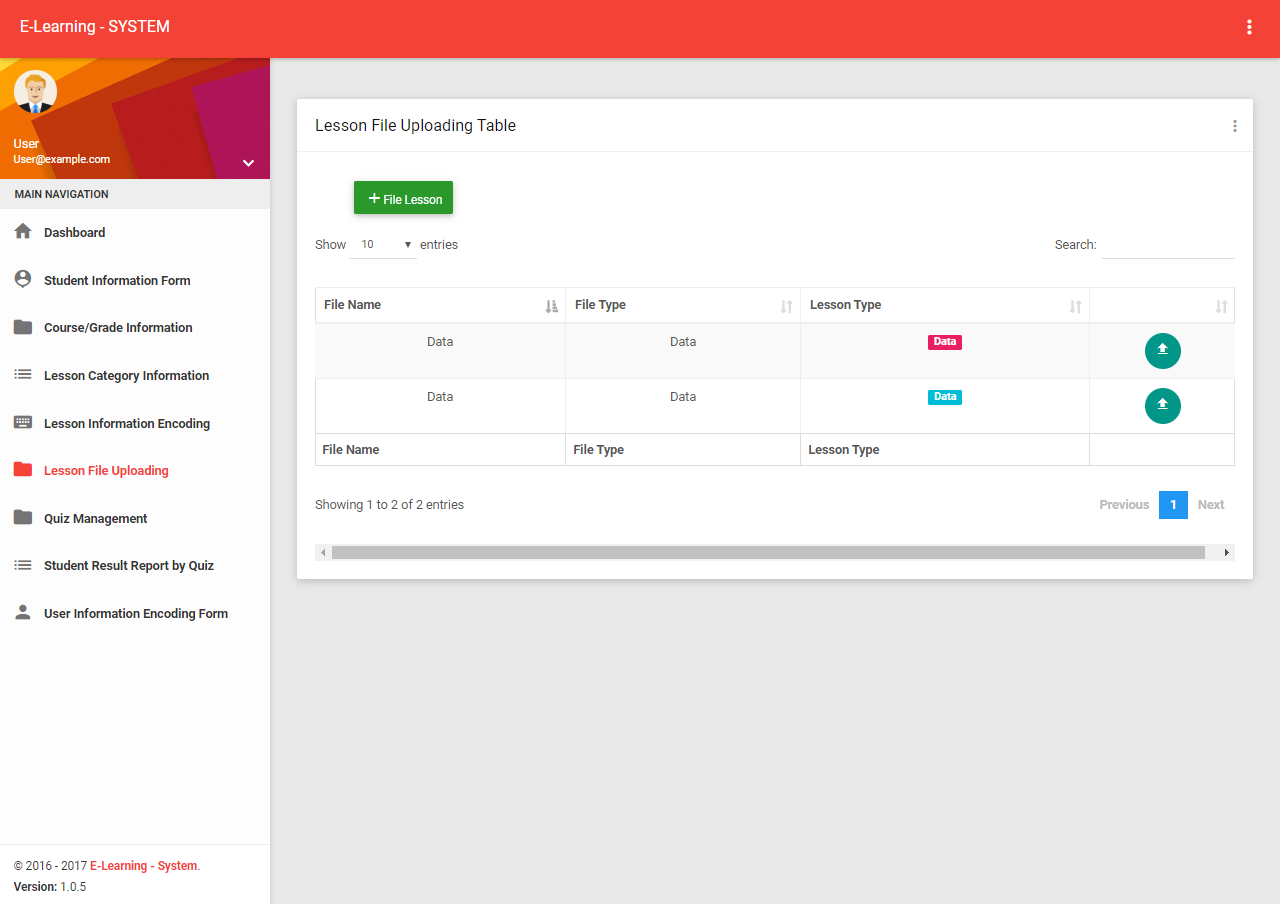 E-Learning - SYSTEM
User
User@example.com
MAIN NAVIGATION
Dashboard
Student Information Form
Course/Grade Information
Lesson Category Information
Lesson Information Encoding
Lesson File Uploading
Quiz Management
Student Result Report by Quiz
User Information Encoding Form
© 2016 - 2017 E-Learning - System.
Version: 1.0.5
Lesson File Uploading Table
+ File Lesson
Show 10 entries Search:
File Name File Type Lesson Type
Data Data Data
Data Data Data
File Name File Type Lesson Type
Showing 1 to 2 of 2 entries Previous 1 Next